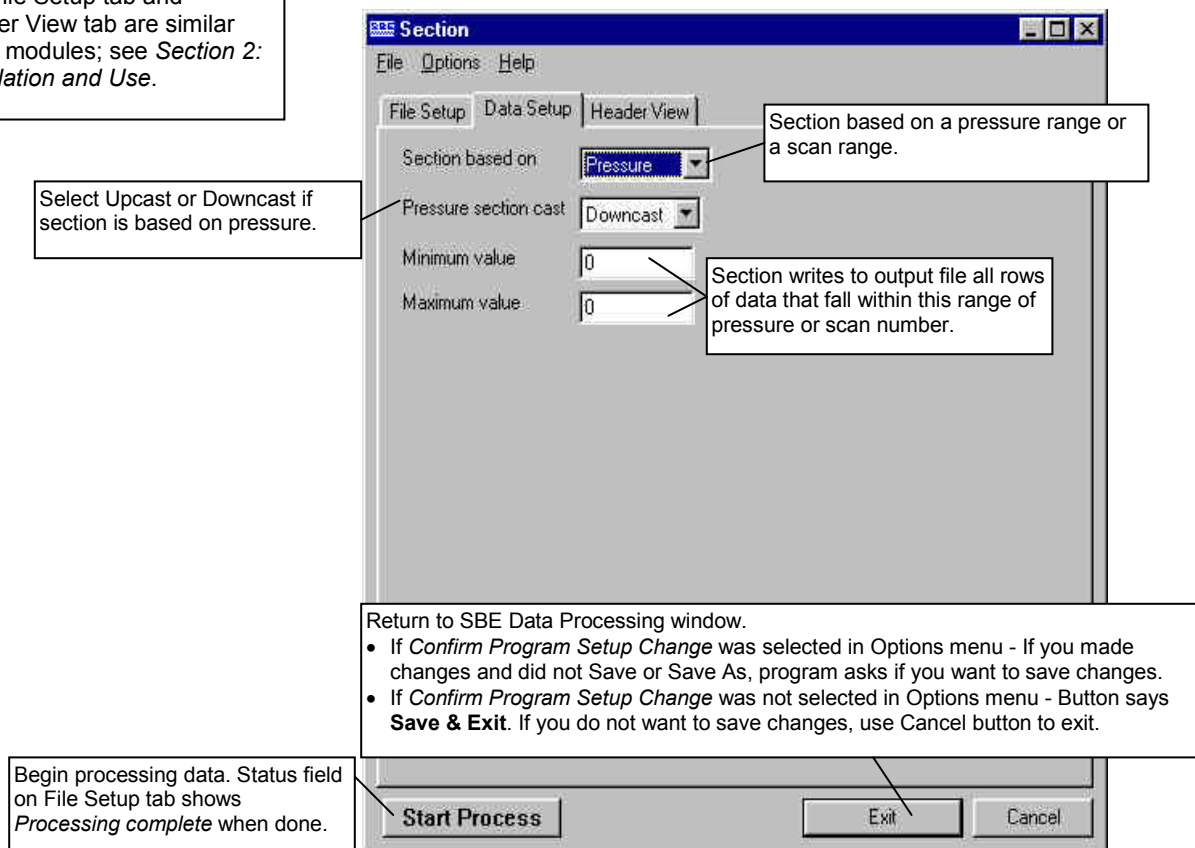 ile Setup tab and
er View tab are similar
modules; see Section 2:
lation and Use.
SBE Section
File Options Help
File Setup Data Setup Header View
Section based on a pressure range or
a scan range.
Section based on Pressure
Select Upcast or Downcast if
section is based on pressure.
Pressure section cast Downcast
Minimum value 0
Maximum value 0
Section writes to output file all rows
of data that fall within this range of
pressure or scan number.
Return to SBE Data Processing window.
• If Confirm Program Setup Change was selected in Options menu - If you made
changes and did not Save or Save As, program asks if you want to save changes.
• If Confirm Program Setup Change was not selected in Options menu - Button says
Save & Exit. If you do not want to save changes, use Cancel button to exit.
Begin processing data. Status field
on File Setup tab shows
Processing complete when done.
Start Process Exit Cancel